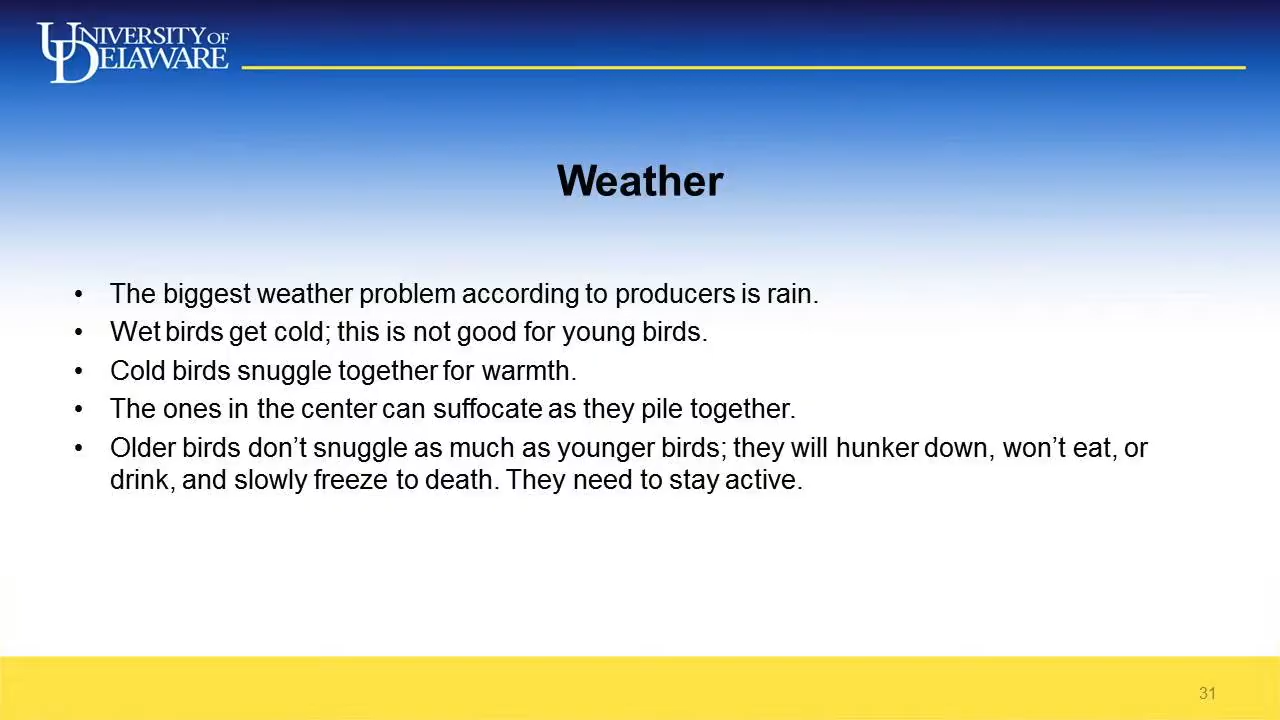 UNIVERSITY OF
DELAWARE
Weather
• The biggest weather problem according to producers is rain.
• Wet birds get cold; this is not good for young birds.
• Cold birds snuggle together for warmth.
• The ones in the center can suffocate as they pile together.
• Older birds don’t snuggle as much as younger birds; they will hunker down, won’t eat, or
drink, and slowly freeze to death. They need to stay active.
31